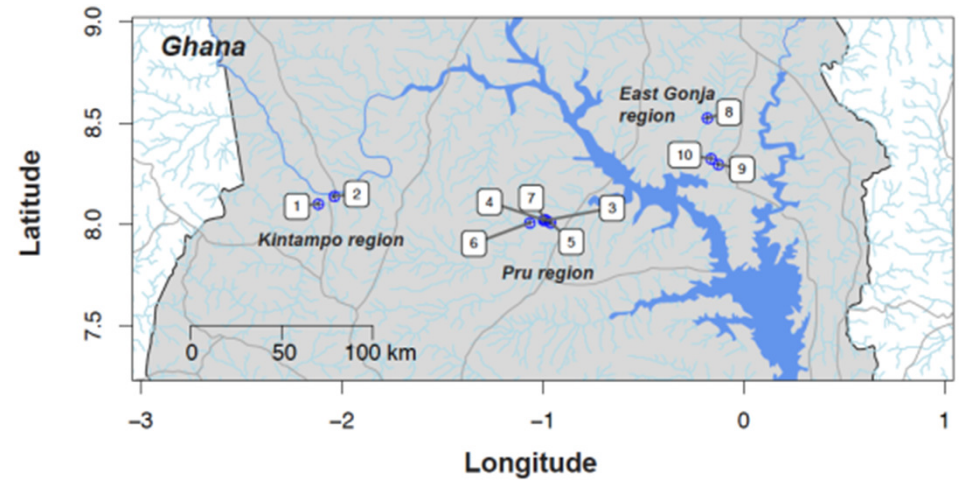 9.0
Ghana
East Gonja
region
8
8.5
10
9
1
2
4
7
3
8.0
6
5
Kintampo region
Pru region
7.5
0
50
100 km
Latitude
−3
−2
−1
0
1
Longitude